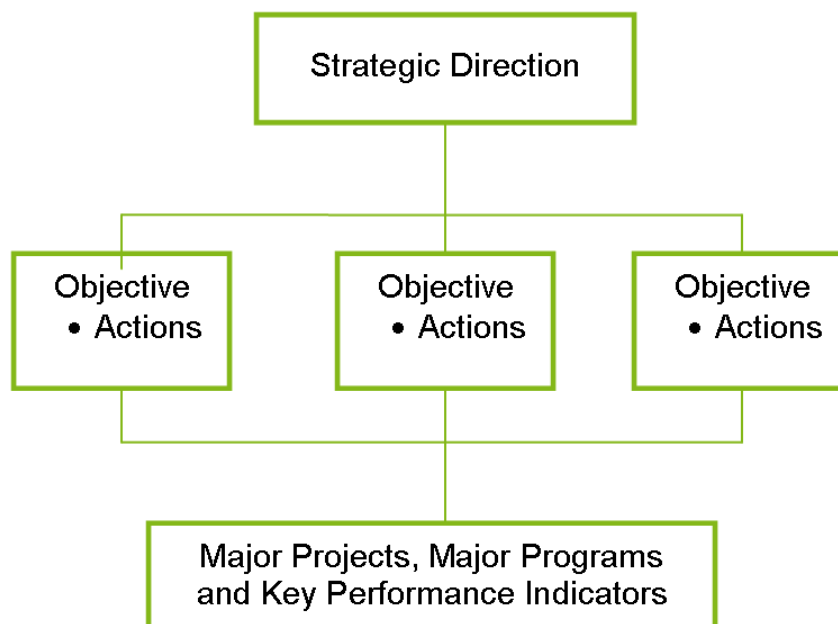 Strategic Direction
Objective
• Actions
Objective
• Actions
Objective
• Actions
Major Projects, Major Programs
and Key Performance Indicators